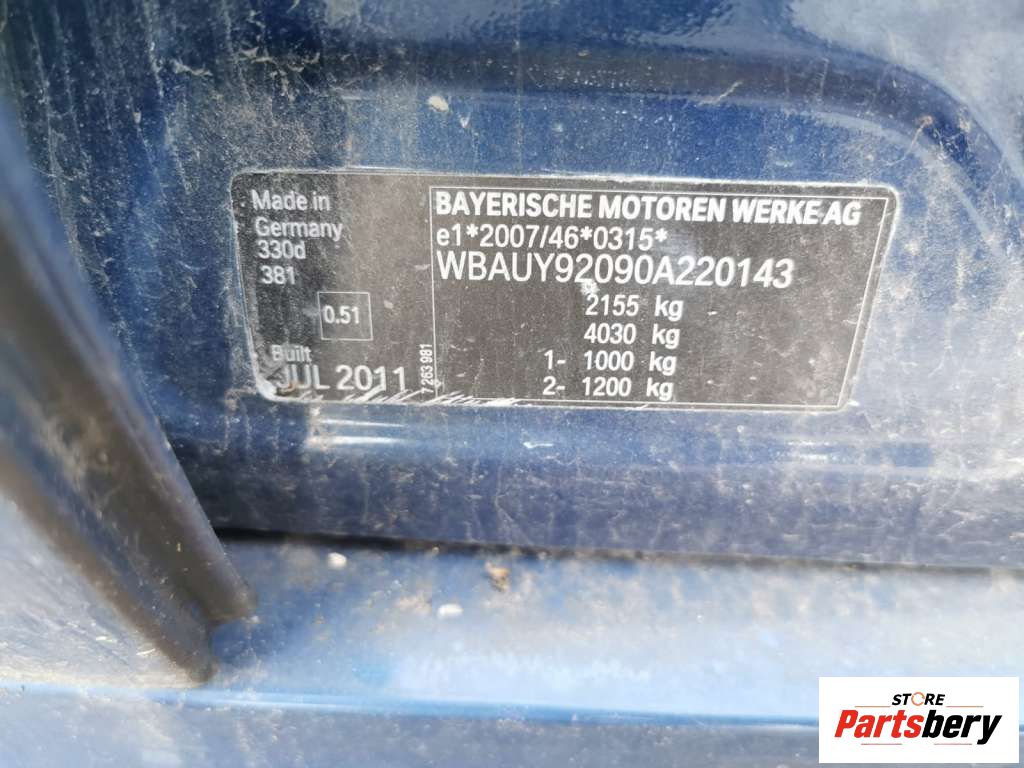 Made in
Germany
330d
381
0.51
Built
JUL 2011
7 263 981
BAYERISCHE MOTOREN WERKE AG
e1*2007/46*0315*
WBAUY92090A220143
2155 kg
4030 kg
1- 1000 kg
2- 1200 kg
STORE
Partsbery